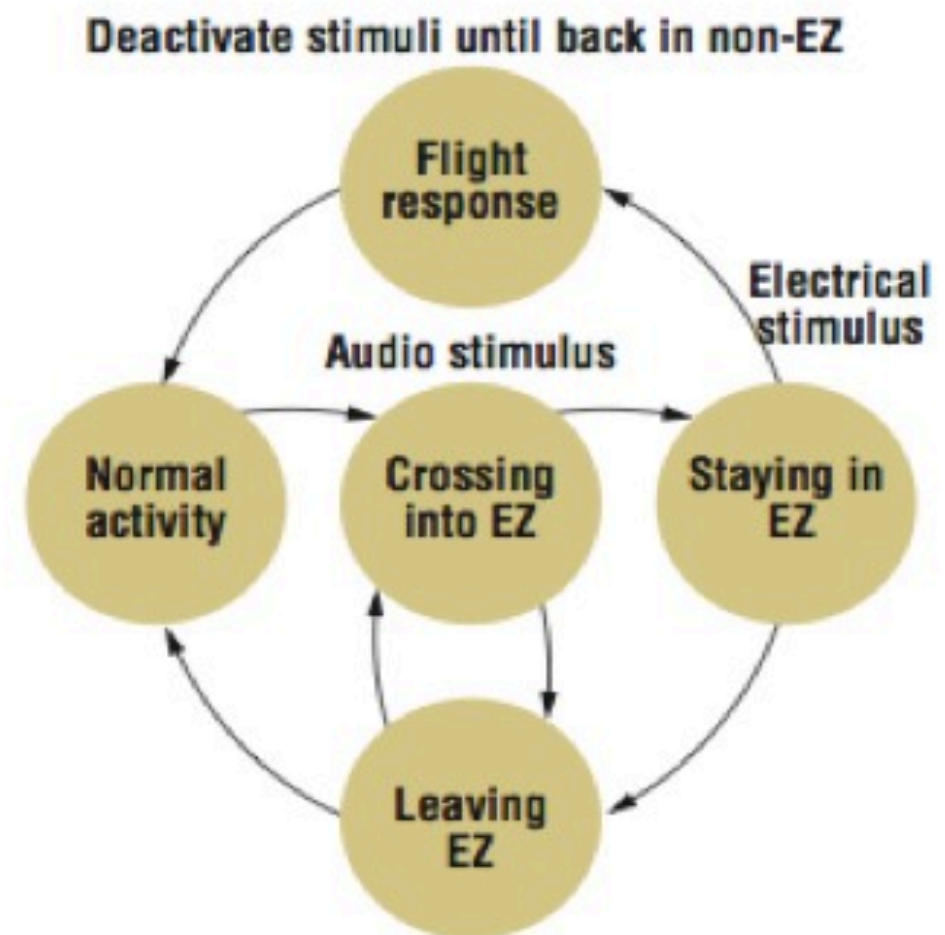 Deactivate stimuli until back in non-EZ
Flight
response
Electrical
stimulus
Audio stimulus
Normal
activity
Crossing
into EZ
Staying in
EZ
Leaving
EZ